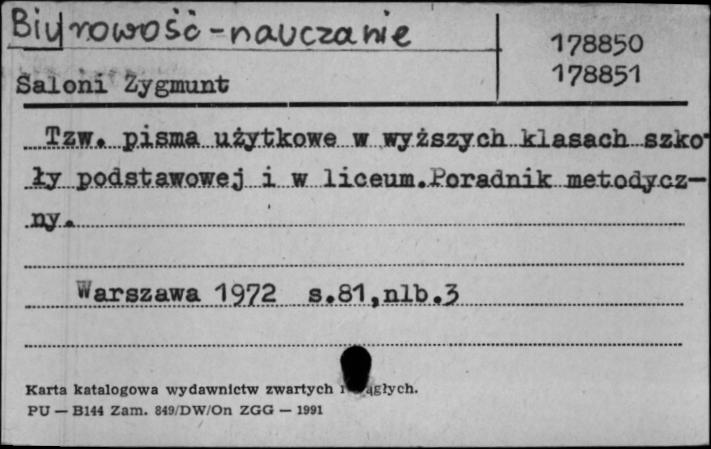 Biurowość - nauczanie
178850
178851
Saloni Zygmunt
Tzw. pisma użytkowe w wyższych klasach szko-
ły podstawowej i w liceum.Poradnik metodycz-
ny.
Warszawa 1972 s.81,nlb.3
Karta katalogowa wydawnictw zwartych i
PU — B144 Zam. 849/DW/On ZGG — 1991